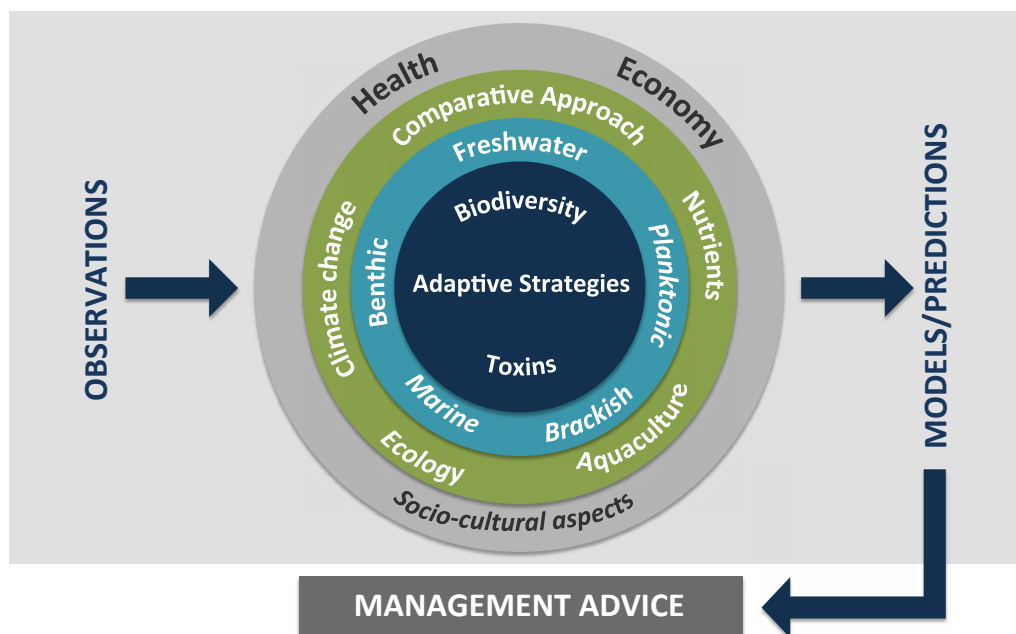 OBSERVATIONS
Health
Economy
Socio-cultural aspects
Comparative Approach
Climate change
Nutrients
Ecology
Aquaculture
Freshwater
Benthic
Planktonic
Marine
Brackish
Biodiversity
Adaptive Strategies
Toxins
MODELS/PREDICTIONS
MANAGEMENT ADVICE